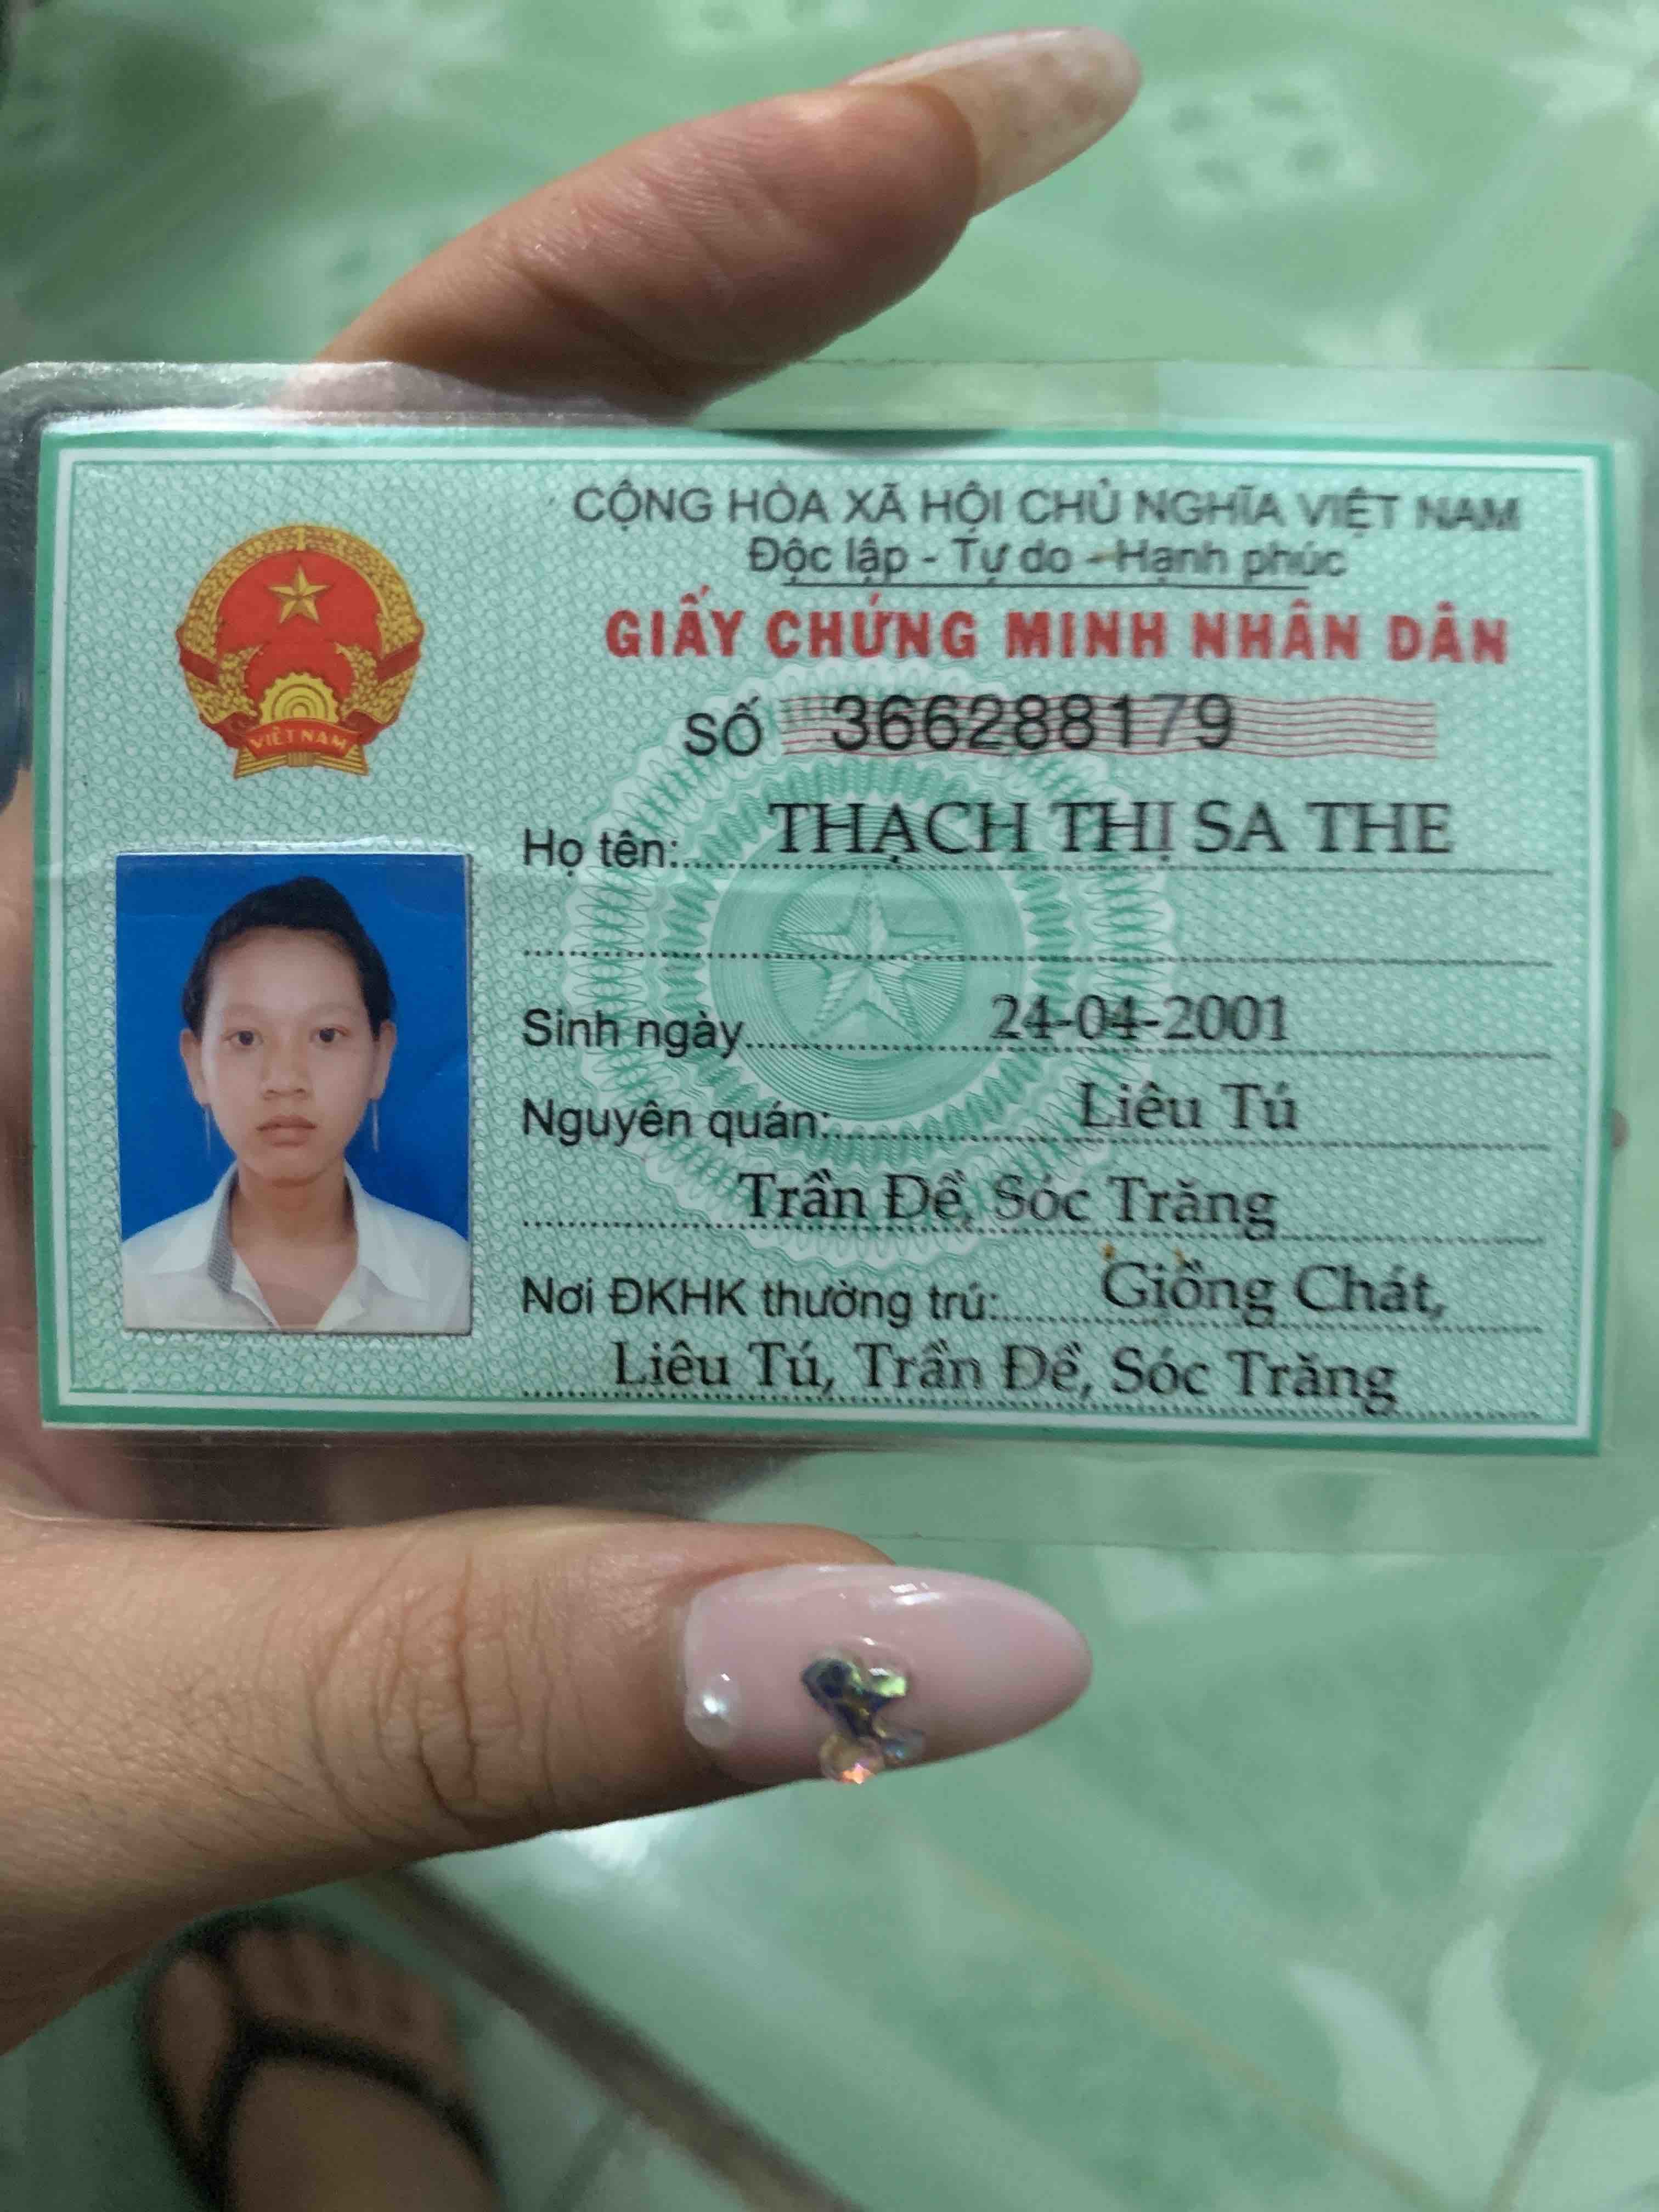 CỘNG HÒA XÃ HỘI CHỦ NGHĨA VIỆT NAM
Độc lập - Tự do - Hạnh phúc
GIẤY CHỨNG MINH NHÂN DÂN
SỐ 366288179
VIỆT NAM
Họ tên: THẠCH THỊ SA THE
Sinh ngày 24-04-2001
Nguyên quán: Liêu Tú
Trần Đề, Sóc Trăng
Nơi ĐKHK thường trú: Giồng Chát,
Liêu Tú, Trần Đề, Sóc Trăng